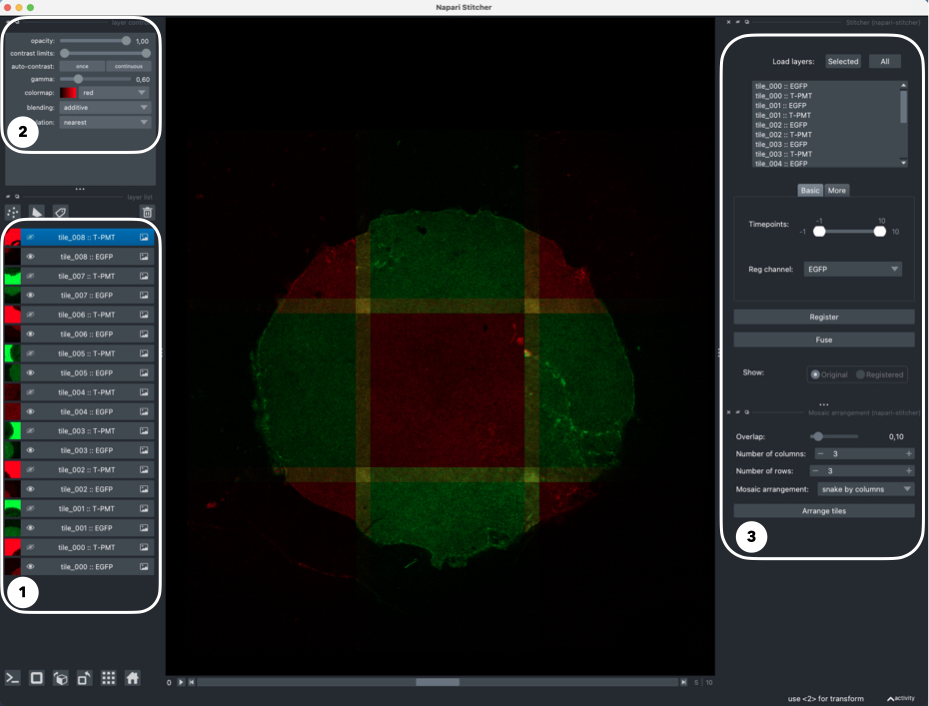 Napari Stitcher
layer controls
opacity: 1,00
contrast limits:
auto-contrast: once continuous
gamma: 0,60
colormap: red
blending: additive
lation: nearest
2
layer list
tile_008 :: T-PMT
tile_008 :: EGFP
tile_007 :: T-PMT
tile_007 :: EGFP
tile_006 :: T-PMT
tile_006 :: EGFP
tile_005 :: T-PMT
tile_005 :: EGFP
tile_004 :: T-PMT
tile_004 :: EGFP
tile_003 :: T-PMT
tile_003 :: EGFP
tile_002 :: T-PMT
tile_002 :: EGFP
tile_001 :: T-PMT
tile_001 :: EGFP
tile_000 :: T-PMT
tile_000 :: EGFP
1
0 5 10
Stitcher (napari-stitcher)
Load layers: Selected All
tile_000 :: EGFP
tile_000 :: T-PMT
tile_001 :: EGFP
tile_001 :: T-PMT
tile_002 :: EGFP
tile_002 :: T-PMT
tile_003 :: EGFP
tile_003 :: T-PMT
tile_004 :: EGFP
Basic More
-1 10
Timepoints: -1 10
Reg channel: EGFP
Register
Fuse
Show: Original Registered
Mosaic arrangement (napari-stitcher)
Overlap: 0,10
Number of columns: − 3 +
Number of rows: − 3 +
Mosaic arrangement: snake by columns
Arrange tiles
3
use <2> for transform activity